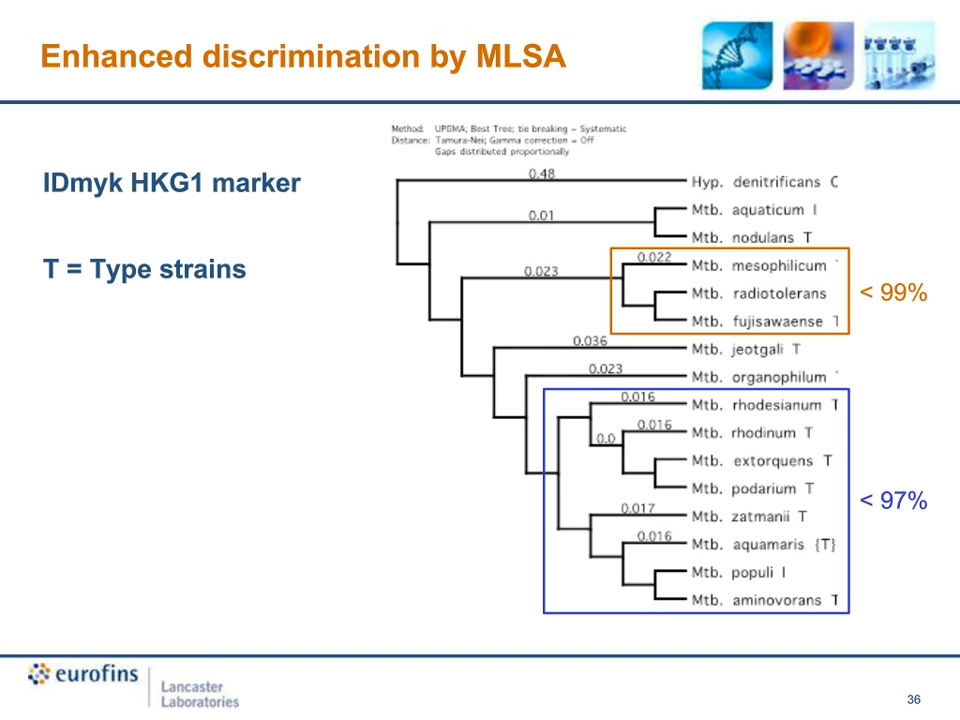 Enhanced discrimination by MLSA
Method: UPGMA; Best Tree; tie breaking = Systematic
Distance: Tamura-Nei; Gamma correction = Off
Gaps distributed proportionally
IDmyk HKG1 marker
T = Type strains
0.48
Hyp. denitrificans
0.01
Mtb. aquaticum I
Mtb. nodulans T
0.023
0.022
Mtb. mesophilicum
Mtb. radiotolerans
Mtb. fujisawaense T
< 99%
0.036
Mtb. jeotgali T
0.023
Mtb. organophilum
0.016
Mtb. rhodesianum T
0.0
0.016
Mtb. rhodinum T
Mtb. extorquens T
Mtb. podarium T
< 97%
0.017
Mtb. zatmanii T
0.016
Mtb. aquamaris {T}
Mtb. populi I
Mtb. aminovorans T
eurofins
Lancaster
Laboratories
36